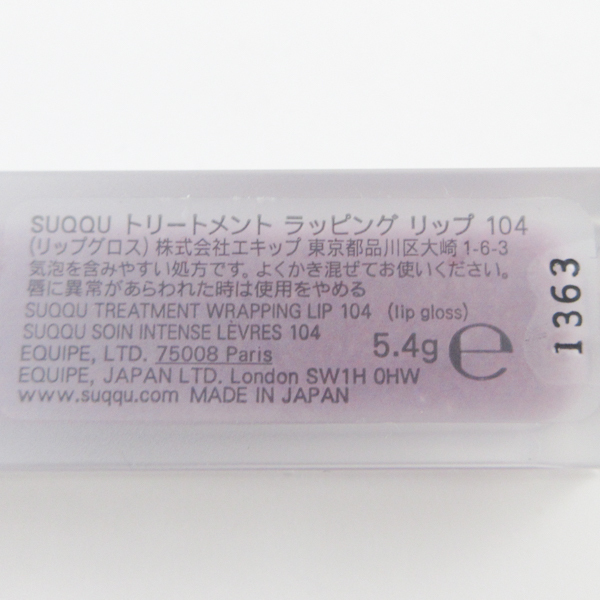 SUQQU トリートメント ラッピング リップ 104
(リップグロス) 株式会社エキップ 東京都品川区大崎 1-6-3
気泡を含みやすい処方です。よくかき混ぜてお使いください。
唇に異常があらわれた時は使用をやめる
SUQQU TREATMENT WRAPPING LIP 104 (lip gloss)
SUQQU SOIN INTENSE LÈVRES 104
EQUIPE, LTD. 75008 Paris
EQUIPE, JAPAN LTD. London SW1H 0HW
www.suqqu.com MADE IN JAPAN
5.4g ℮
1363